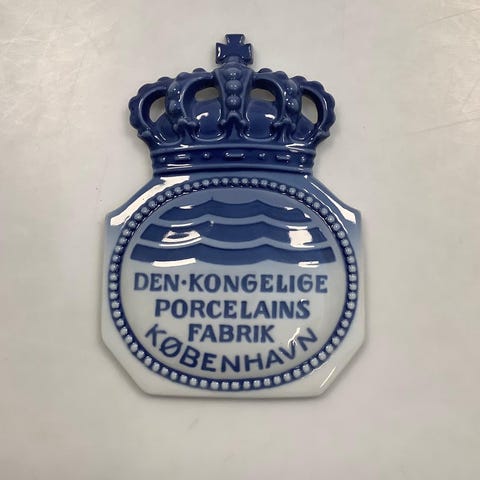 DEN·KONGELIGE
PORCELAINS
FABRIK
KØBENHAVN